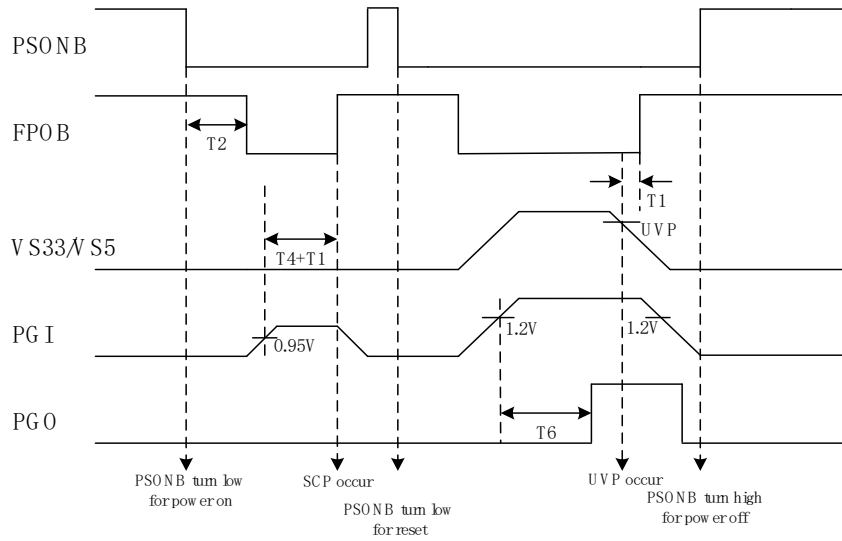 PSONB
FPOB
T2
T1
VS33/VS5
UVP
T4+T1
PGI
0.95V
1.2V
1.2V
PGO
T6
PSONB turn low
for power on
SCP occur
PSONB turn low
for reset
UVP occur
PSONB turn high
for power off